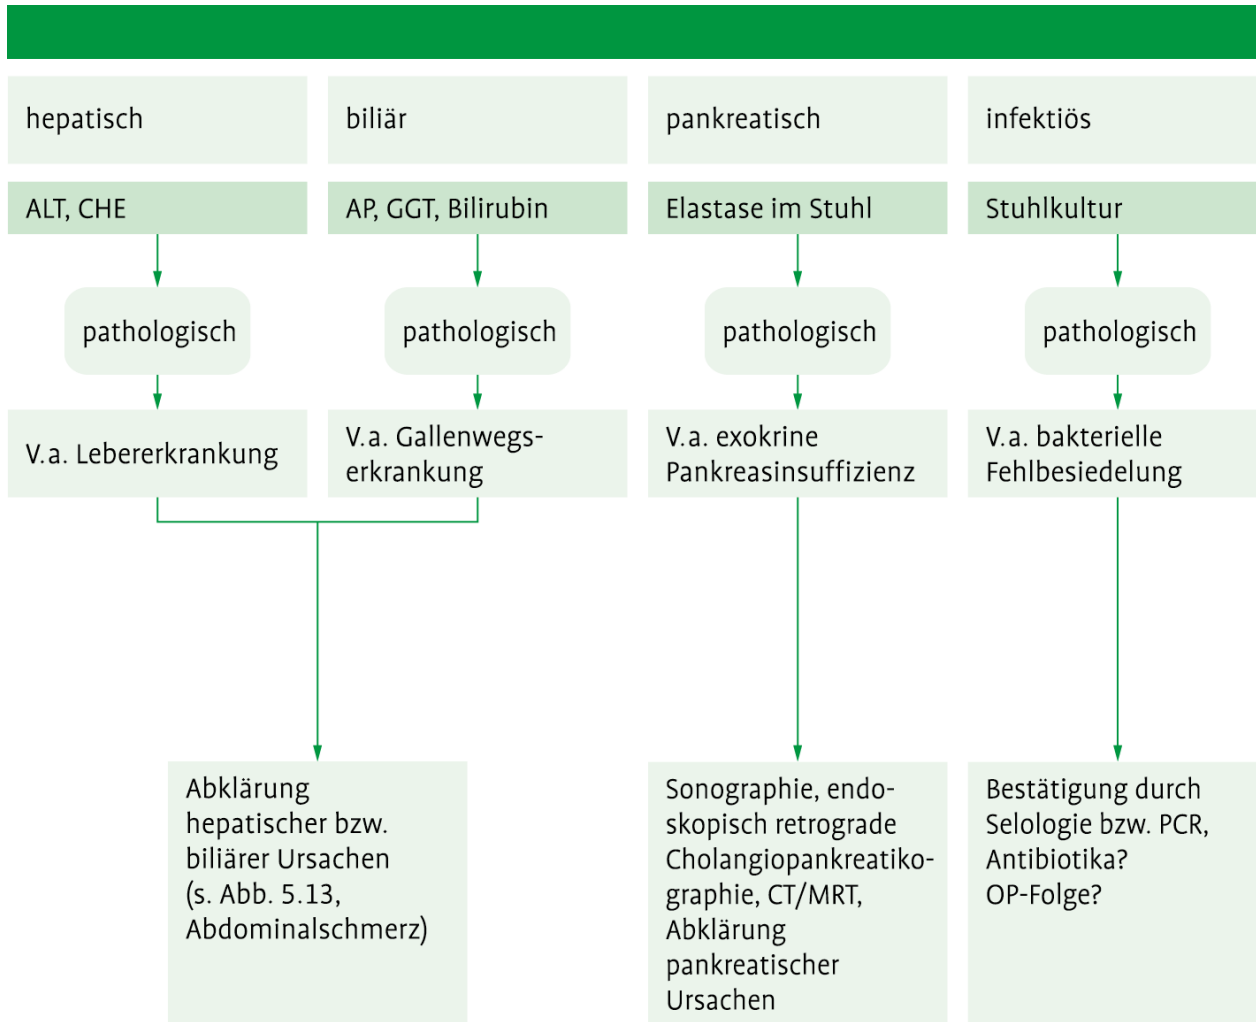 hepatisch
biliär
pankreatisch
infektiös
ALT, CHE
AP, GGT, Bilirubin
Elastase im Stuhl
Stuhlkultur
pathologisch
pathologisch
pathologisch
pathologisch
V.a. Lebererkrankung
V.a. Gallenwegs-
erkrankung
V.a. exokrine
Pankreasinsuffizienz
V.a. bakterielle
Fehlbesiedelung
Abklärung
hepatischer bzw.
biliärer Ursachen
(s. Abb. 5.13,
Abdominalschmerz)
Sonographie, endo-
skopisch retrograde
Cholangiopankreatiko-
graphie, CT/MRT,
Abklärung
pankreatischer
Ursachen
Bestätigung durch
Selologie bzw. PCR,
Antibiotika?
OP-Folge?